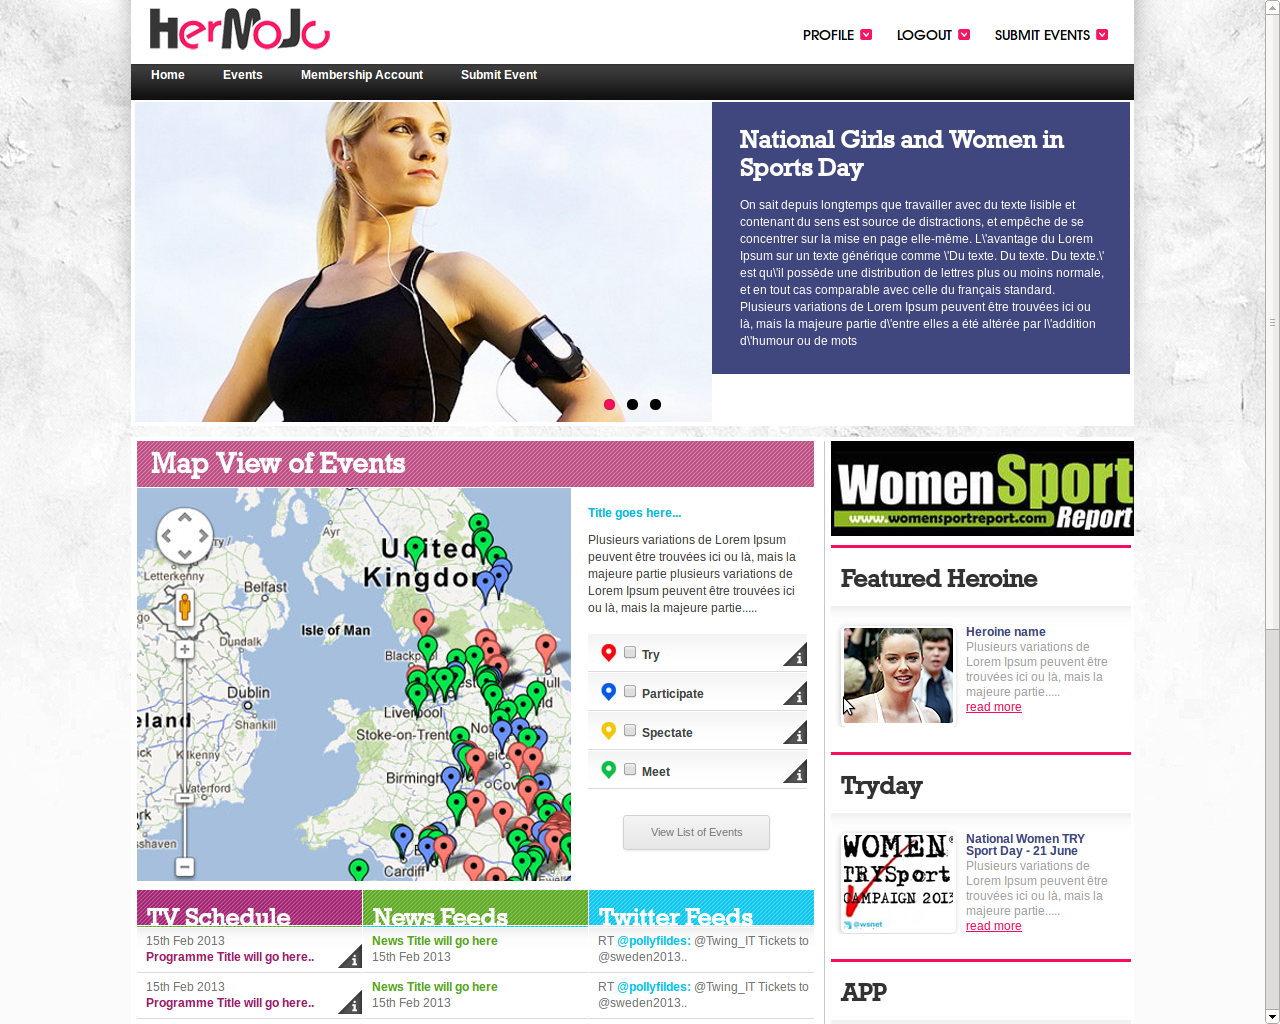 HerMoJo
PROFILE
LOGOUT
SUBMIT EVENTS
Home
Events
Membership Account
Submit Event
National Girls and Women in
Sports Day
On sait depuis longtemps que travailler avec du texte lisible et
contenant du sens est source de distractions, et empêche de se
concentrer sur la mise en page elle-même. L\'avantage du Lorem
Ipsum sur un texte générique comme \'Du texte. Du texte. Du texte.\'
est qu\'il possède une distribution de lettres plus ou moins normale,
et en tout cas comparable avec celle du français standard.
Plusieurs variations de Lorem Ipsum peuvent être trouvées ici ou
là, mais la majeure partie d\'entre elles a été altérée par l\'addition
d\'humour ou de mots
Map View of Events
Ayr
United
Kingdom
Letterkenny
Belfast
Isle of Man
Dundalk
Dublin
Hull
Liverpool
Shankill
Stoke-on-Trent
Kilkenny
Birmingh
Waterford
Cov
Cardiff
Title goes here...
Plusieurs variations de Lorem Ipsum
peuvent être trouvées ici ou là, mais la
majeure partie plusieurs variations de
Lorem Ipsum peuvent être trouvées ici
ou là, mais la majeure partie.....
Try
Participate
Spectate
Meet
View List of Events
WomenSport
www.womensportreport.com Report
Featured Heroine
Heroine name
Plusieurs variations de
Lorem Ipsum peuvent être
trouvées ici ou là, mais la
majeure partie.....
read more
Tryday
WOMEN
TRYSport
CAMPAIGN 2013
@wsnet
National Women TRY
Sport Day - 21 June
Plusieurs variations de
Lorem Ipsum peuvent être
trouvées ici ou là, mais la
majeure partie.....
read more
APP
TV Schedule
15th Feb 2013
Programme Title will go here..
15th Feb 2013
Programme Title will go here..
News Feeds
News Title will go here
15th Feb 2013
News Title will go here
15th Feb 2013
Twitter Feeds
RT @pollyfildes: @Twing_IT Tickets to
@sweden2013..
RT @pollyfildes: @Twing_IT Tickets to
@sweden2013..